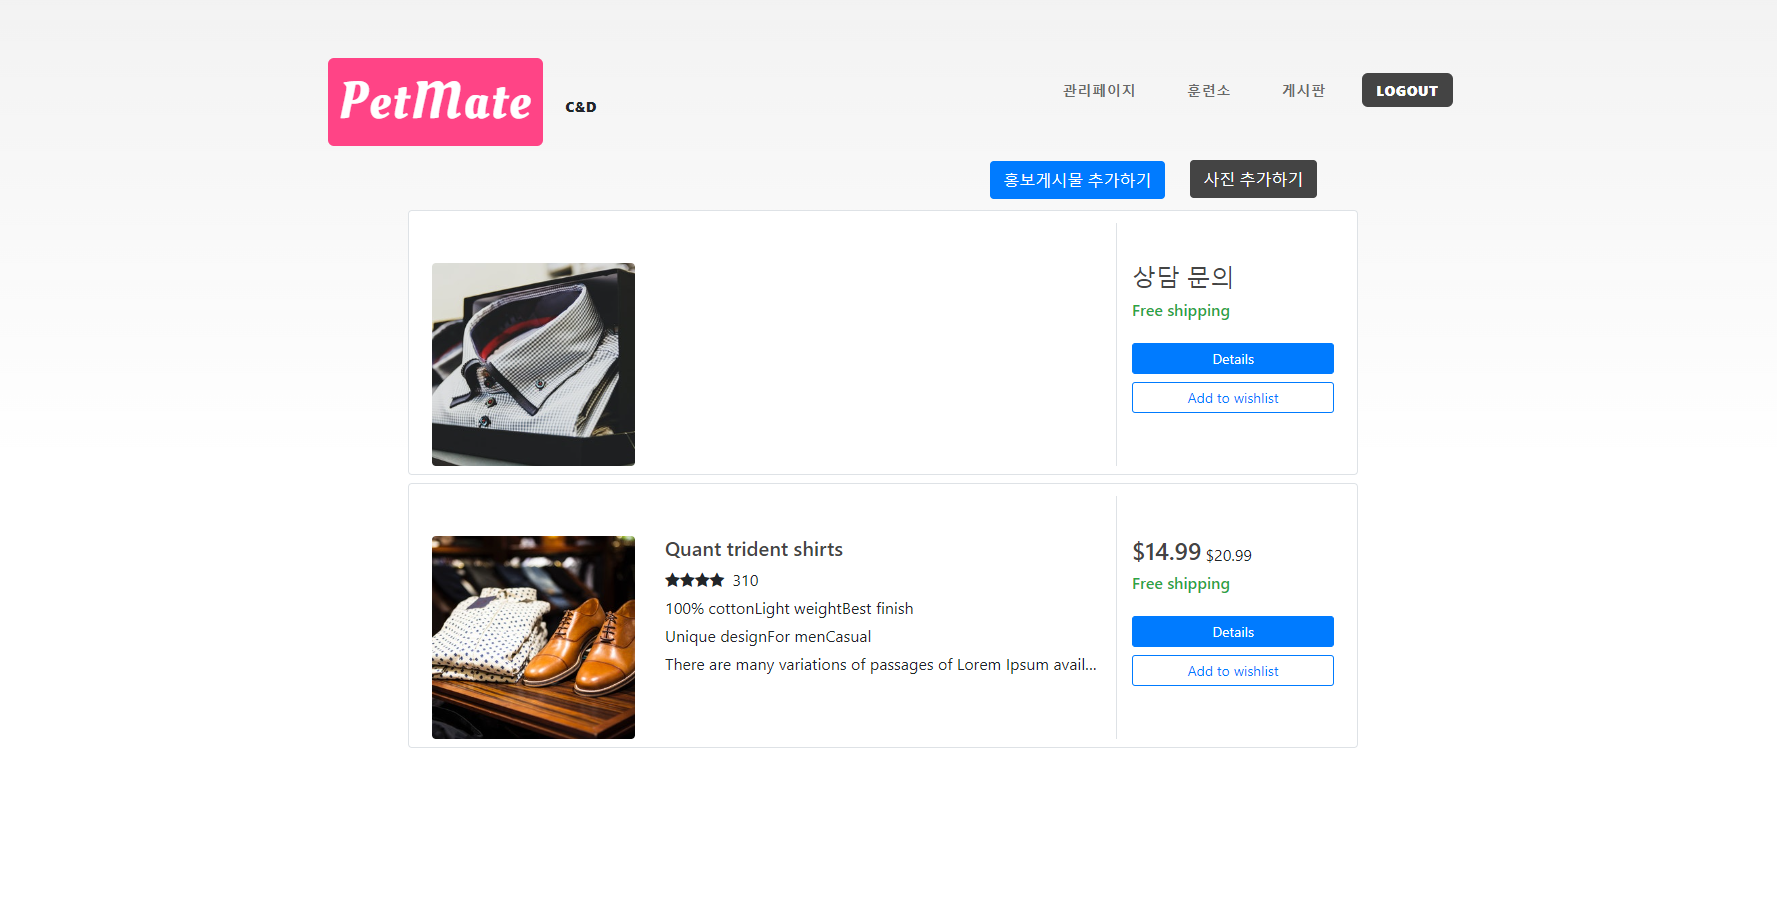 PetMate
C&D
관리페이지
훈련소
게시판
LOGOUT
홍보게시물 추가하기
사진 추가하기
상담 문의
Free shipping
Details
Add to wishlist
Quant trident shirts
★★★★ 310
100% cottonLight weightBest finish
Unique designFor menCasual
There are many variations of passages of Lorem Ipsum avail...
$14.99 $20.99
Free shipping
Details
Add to wishlist